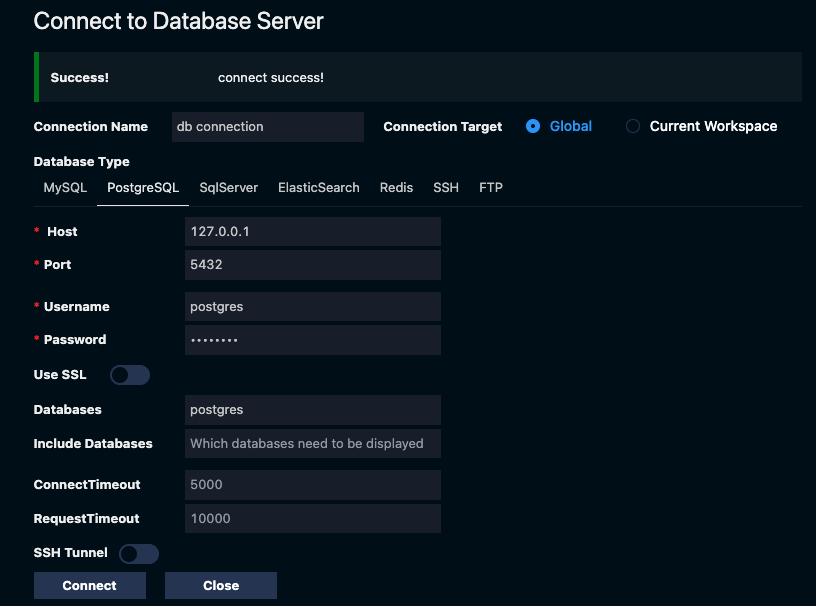 Connect to Database Server
Success! connect success!
Connection Name db connection Connection Target Global Current Workspace
Database Type
MySQL PostgreSQL SqlServer ElasticSearch Redis SSH FTP
* Host 127.0.0.1
* Port 5432
* Username postgres
* Password ••••••••
Use SSL
Databases postgres
Include Databases Which databases need to be displayed
ConnectTimeout 5000
RequestTimeout 10000
SSH Tunnel
Connect Close